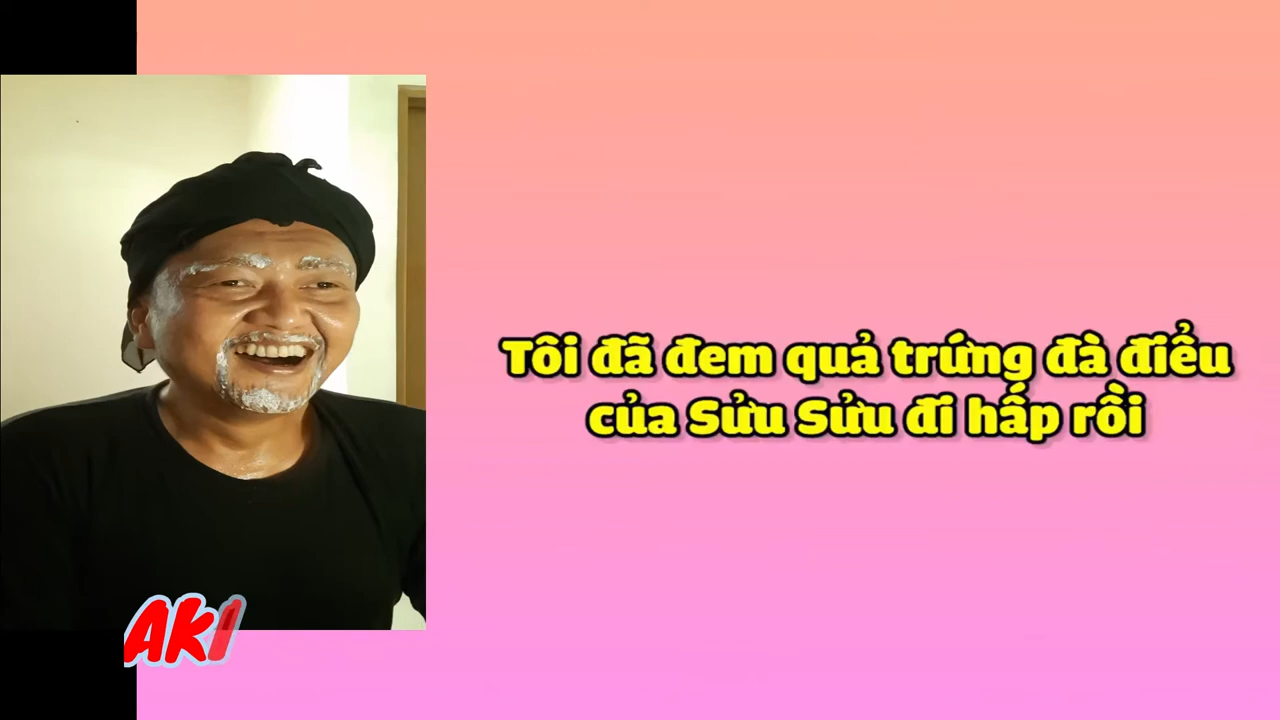 Tôi đã đem quả trứng đà điểu
của Sửu Sửu đi hấp rồi
AKI